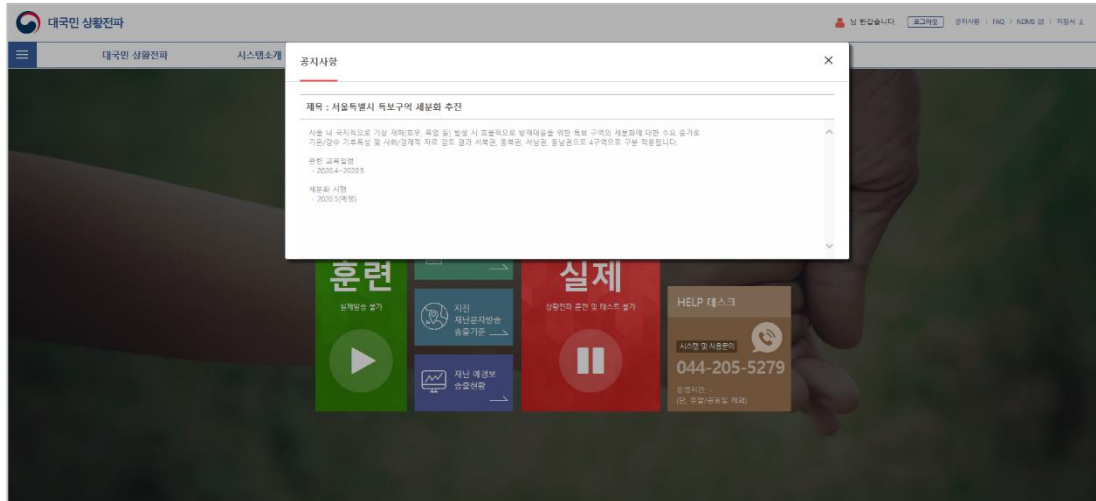 대국민 상황전파
님 반갑습니다. 로그아웃 공지사항 | FAQ | NDMS | 지침서
대국민 상황전파 시스템소개
공지사항
제목 : 서울특별시 특보구역 세분화 추진
서울 내 국지적으로 기상 재해(호우, 폭염 등) 발생 시 효율적으로 방재대응을 위한 특보 구역의 세분화에 대한 수요 증가로
기온/강수 기후특성 및 사회/경제적 자료 검토 결과 서북권, 동북권, 서남권, 동남권으로 4구역으로 구분 적용됩니다.
관련 교육일정
- 2020.4~2020.5
세분화 시행
- 2020.5(예정)
훈련
실제발송 불가
지진
재난문자방송
송출기준
재난 예경보
송출현황
실제
상황전파 훈련 및 테스트 불가
HELP 데스크
시스템 및 사용문의
044-205-5279
운영시간 : -
(단, 주말/공휴일 제외)